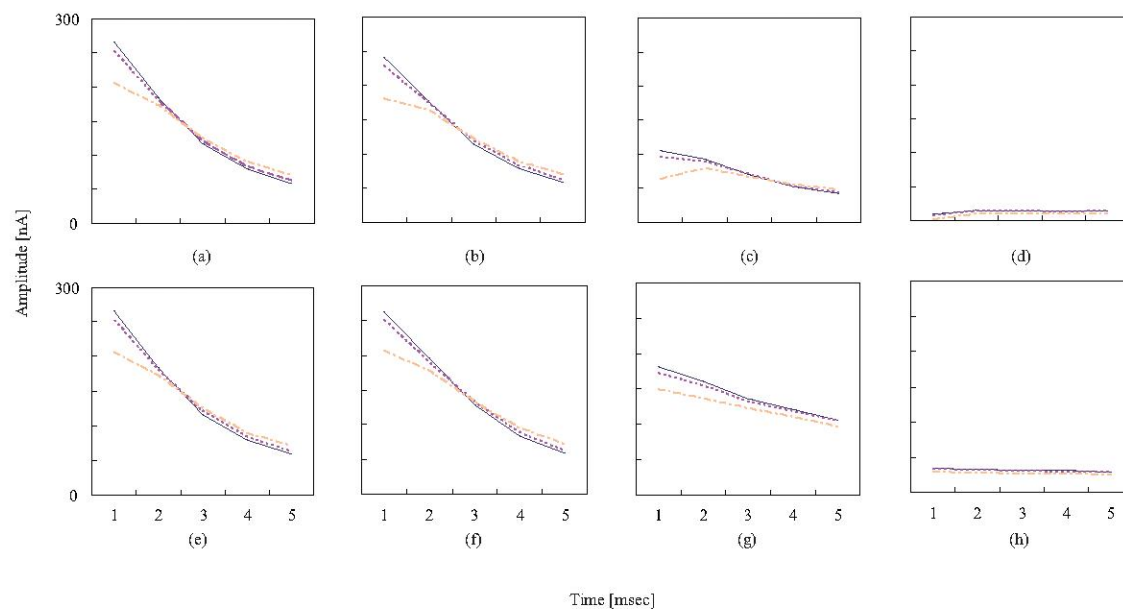 300
0
(a) (b) (c) (d)
Amplitude [nA]
300
0
1 2 3 4 5 1 2 3 4 5 1 2 3 4 5 1 2 3 4 5
(e) (f) (g) (h)
Time [msec]